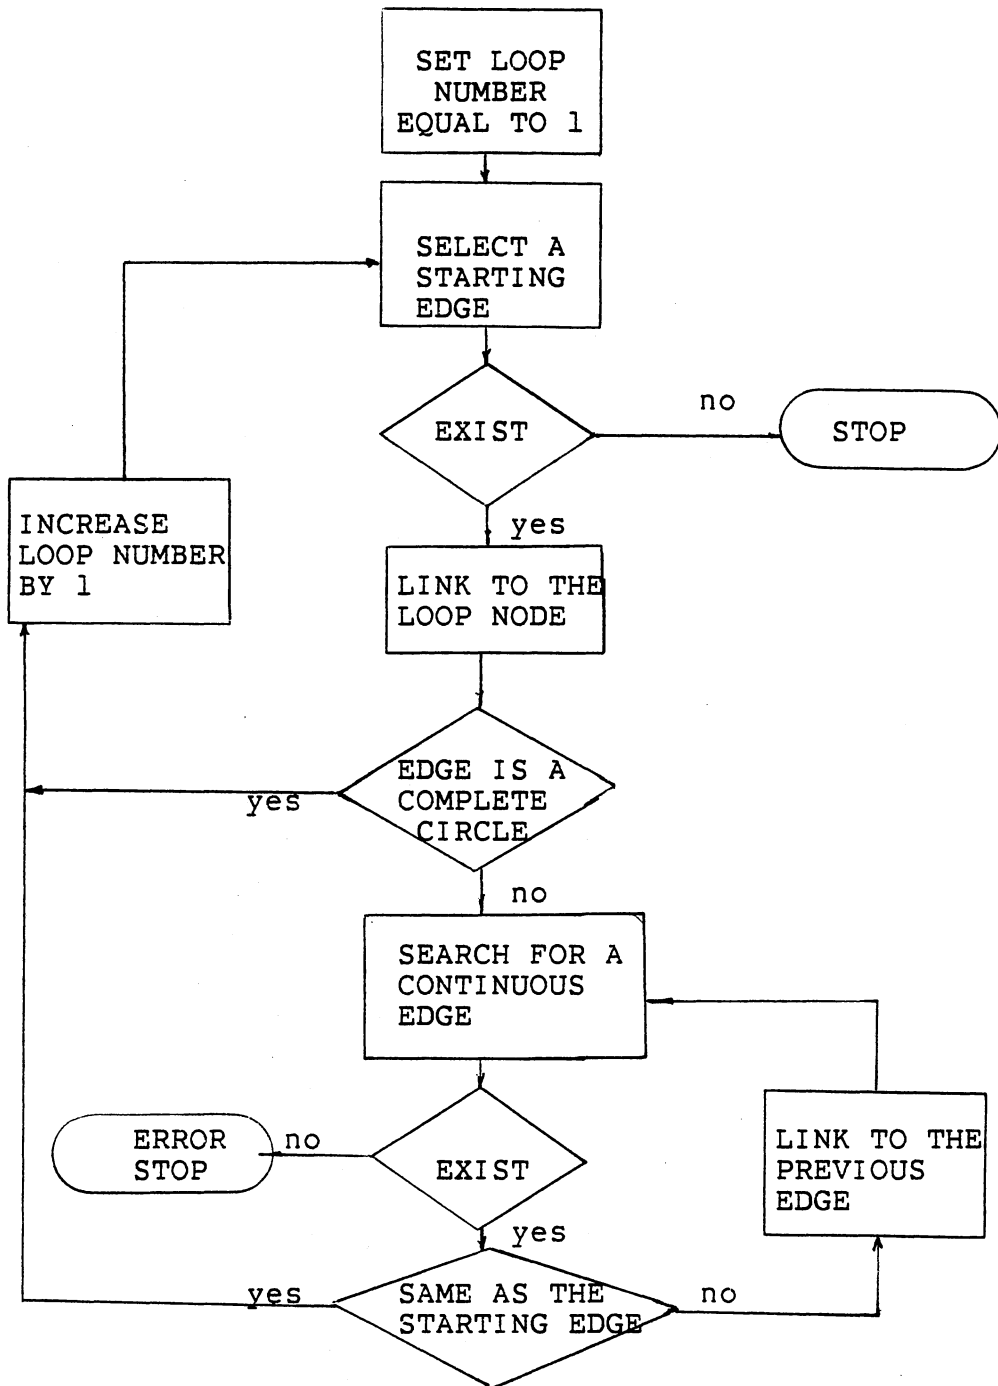 SET LOOP
NUMBER
EQUAL TO 1
SELECT A
STARTING
EDGE
no
EXIST
STOP
yes
INCREASE
LOOP NUMBER
BY 1
LINK TO THE
LOOP NODE
EDGE IS A
COMPLETE
CIRCLE
yes
no
SEARCH FOR A
CONTINUOUS
EDGE
ERROR
STOP
no
EXIST
LINK TO THE
PREVIOUS
EDGE
yes
yes
SAME AS THE
STARTING EDGE
no